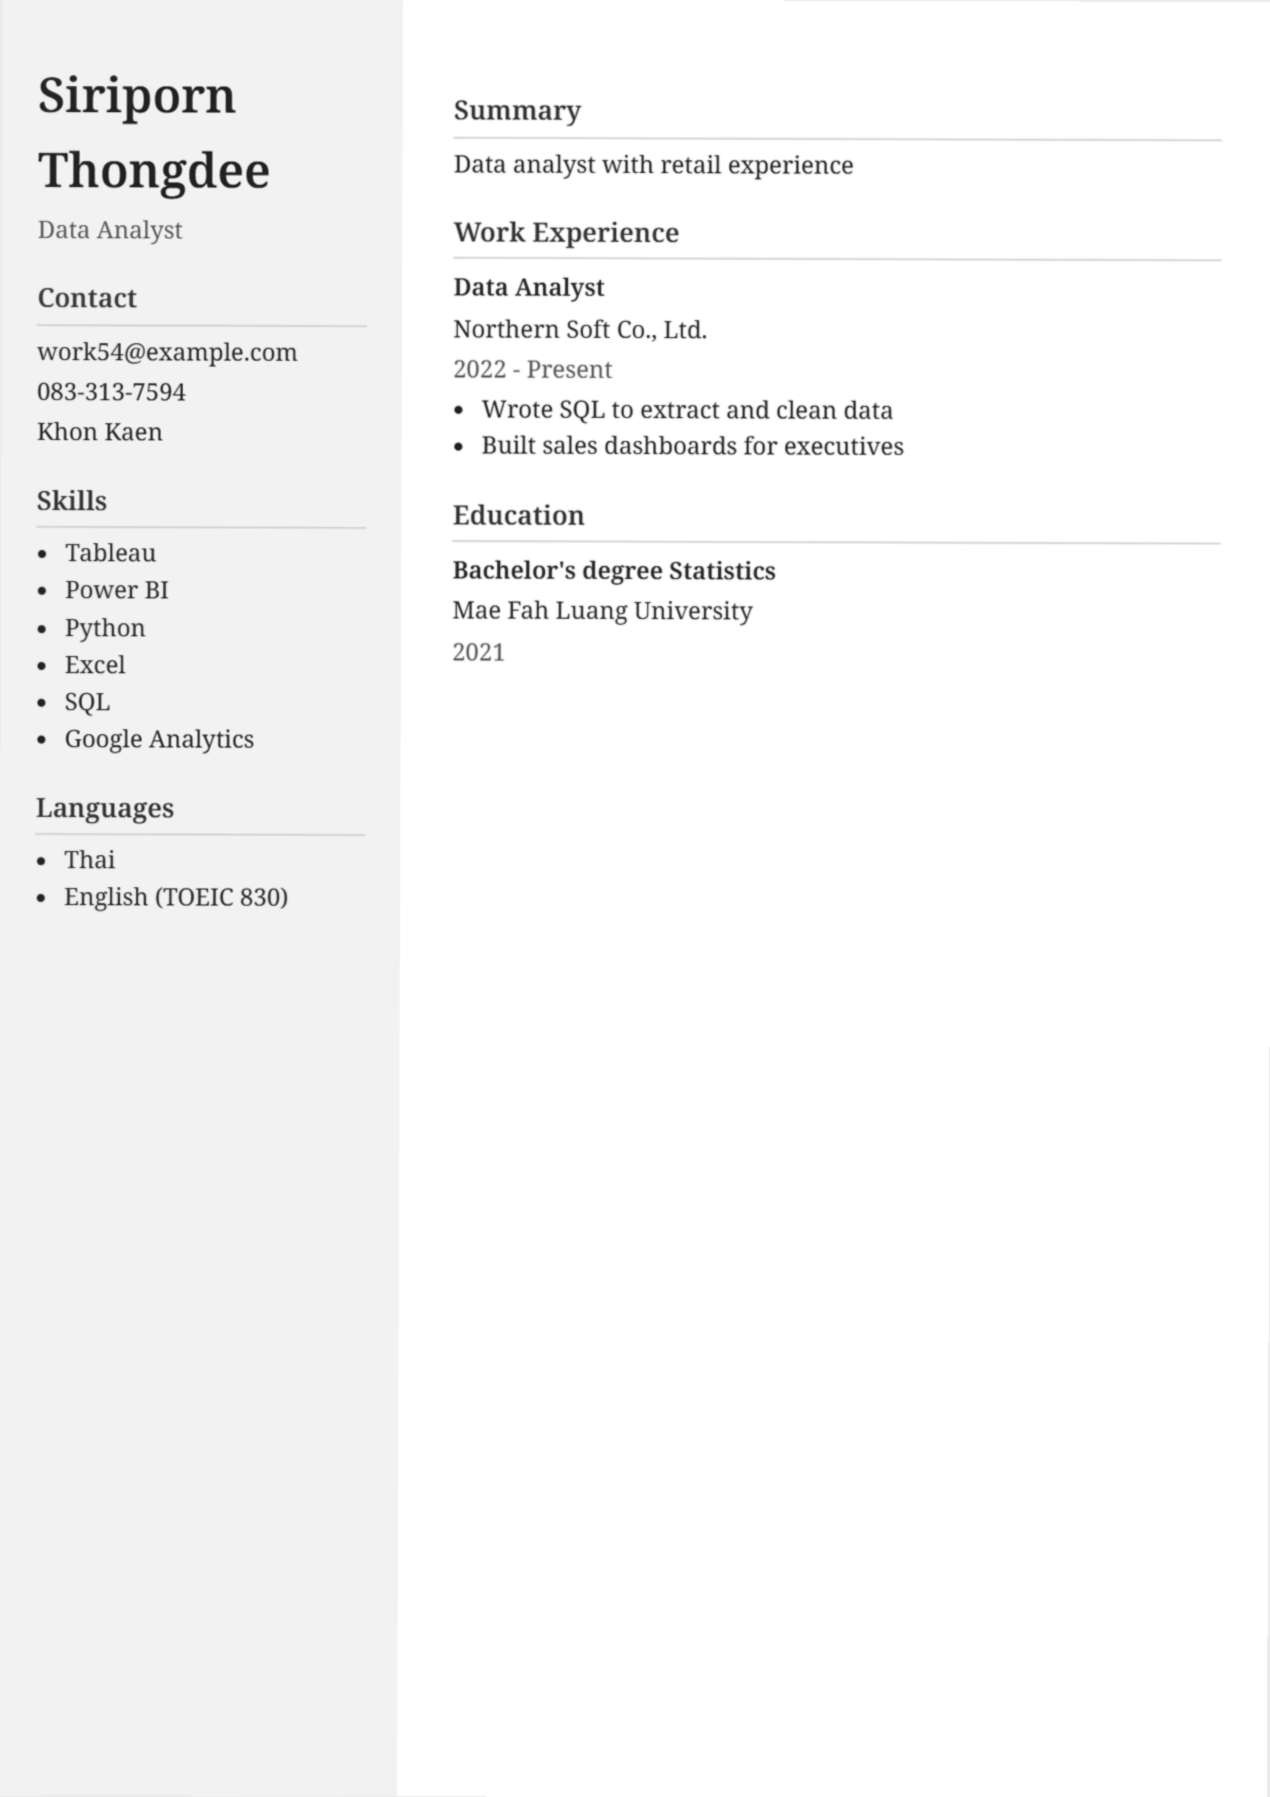 Siriporn
Thongdee
Data Analyst
Contact
work54@example.com
083-313-7594
Khon Kaen
Skills
• Tableau
• Power BI
• Python
• Excel
• SQL
• Google Analytics
Languages
• Thai
• English (TOEIC 830)
Summary
Data analyst with retail experience
Work Experience
Data Analyst
Northern Soft Co., Ltd.
2022 - Present
• Wrote SQL to extract and clean data
• Built sales dashboards for executives
Education
Bachelor's degree Statistics
Mae Fah Luang University
2021